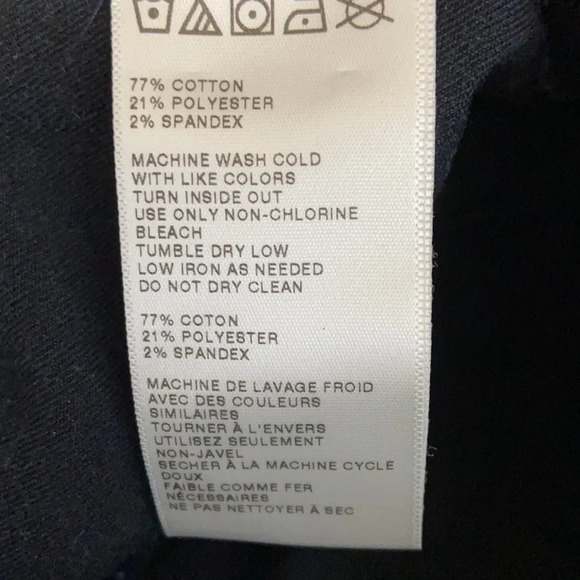 77% COTTON
21% POLYESTER
2% SPANDEX
MACHINE WASH COLD
WITH LIKE COLORS
TURN INSIDE OUT
USE ONLY NON-CHLORINE
BLEACH
TUMBLE DRY LOW
LOW IRON AS NEEDED
DO NOT DRY CLEAN
77% COTON
21% POLYESTER
2% SPANDEX
MACHINE DE LAVAGE FROID
AVEC DES COULEURS
SIMILAIRES
TOURNER À L'ENVERS
UTILISEZ SEULEMENT
NON-JAVEL
SECHER À LA MACHINE CYCLE
DOUX
FAIBLE COMME FER
NÉCESSAIRES
NE PAS NETTOYER À SEC